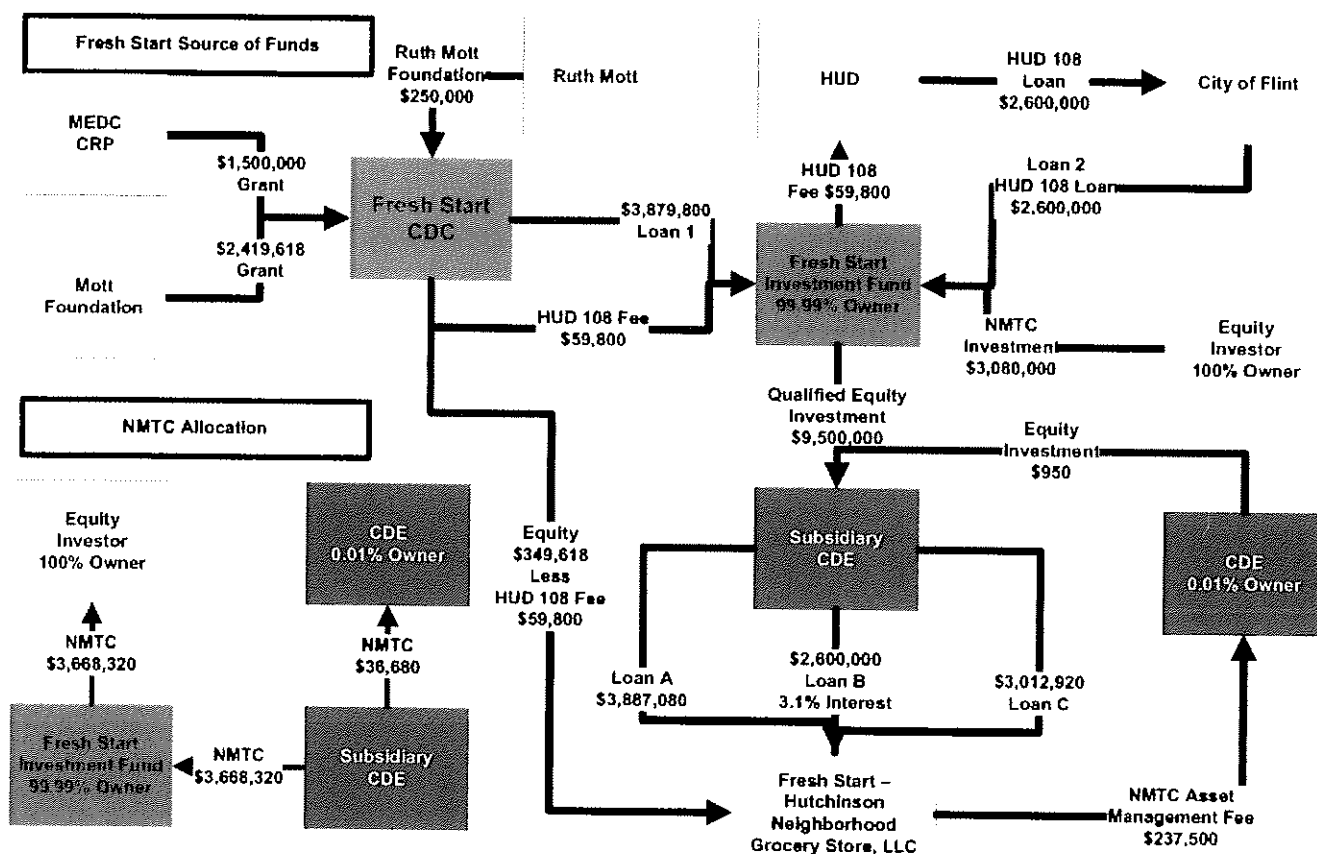 Fresh Start Source of Funds
Ruth Mott
Foundation
$250,000
Ruth Mott
HUD
HUD 108
Loan
$2,600,000
City of Flint
MEDC
CRP
$1,500,000
Grant
Fresh Start
CDC
$2,419,618
Grant
Mott
Foundation
$3,879,800
Loan 1
HUD 108 Fee
$59,800
HUD 108
Fee $59,800
Fresh Start
Investment Fund
99.99% Owner
Loan 2
HUD 108 Loan
$2,600,000
NMTC
Investment
$3,080,000
Equity
Investor
100% Owner
Qualified Equity
Investment
$9,500,000
Equity
Investment
$950
NMTC Allocation
Equity
Investor
100% Owner
CDE
0.01% Owner
Equity
$349,618
Less
HUD 108 Fee
$59,800
Subsidiary
CDE
CDE
0.01% Owner
NMTC
$3,668,320
NMTC
$36,680
Loan A
$3,887,080
$2,600,000
Loan B
3.1% Interest
$3,012,920
Loan C
Fresh Start
Investment Fund
99.99% Owner
NMTC
$3,668,320
Subsidiary
CDE
Fresh Start –
Hutchinson
Neighborhood
Grocery Store, LLC
NMTC Asset
Management Fee
$237,500